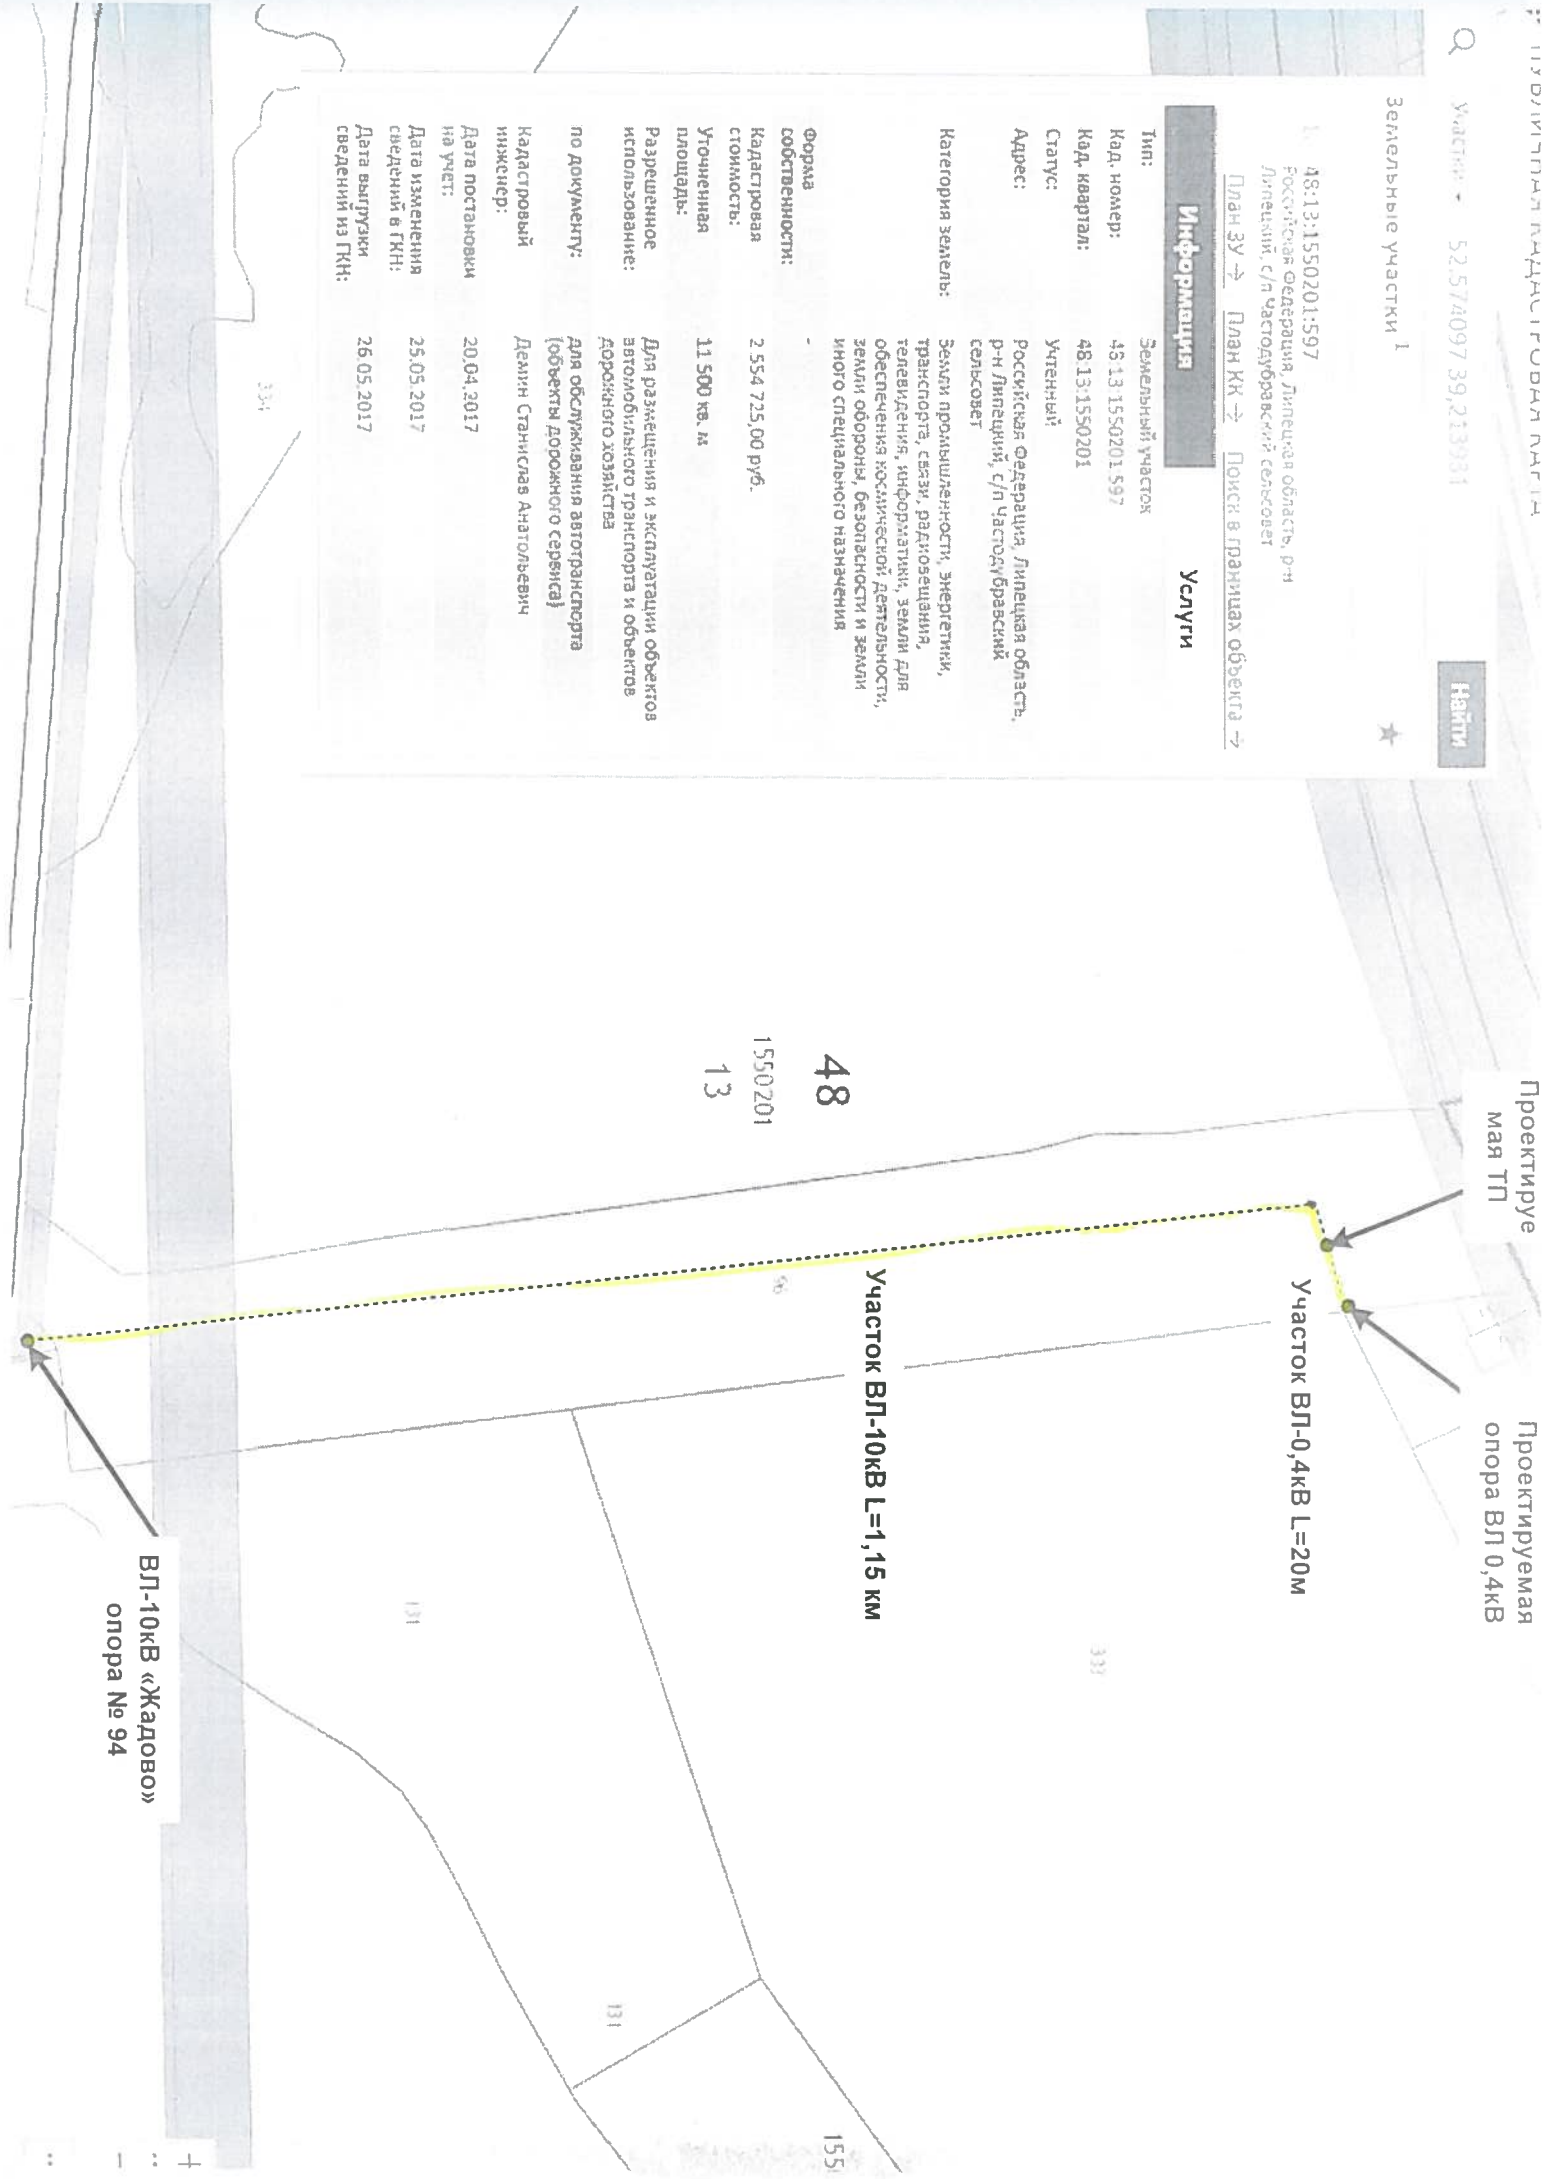 ПУБЛИЧНАЯ КАДАСТРОВАЯ КАРТА
Участки 52.574097 39.213931
Найти
Земельные участки 1
48:13:1550201:597
Российская Федерация, Липецкая область, р-н
Липецкий, с/п Частодубравский сельсовет
План ЗУ → План КК → Поиск в границах объекта →
Информация Услуги
Тип: Земельный участок
Кад. номер: 48:13:1550201:597
Кад. квартал: 48:13:1550201
Статус: Учтенный
Адрес: Российская Федерация, Липецкая область,
р-н Липецкий, с/п Частодубравский
сельсовет
Категория земель: Земли промышленности, энергетики,
транспорта, связи, радиовещания,
телевидения, информатики, земли для
обеспечения космической деятельности,
земли обороны, безопасности и земли
иного специального назначения
Форма
собственности: -
Кадастровая
стоимость: 2 554 725,00 руб.
Уточненная
площадь: 11 500 кв. м
Разрешенное
использование: Для размещения и эксплуатации объектов
автомобильного транспорта и объектов
дорожного хозяйства
по документу: для обслуживания автотранспорта
(объекты дорожного сервиса)
Кадастровый
инженер: Демин Станислав Анатольевич
Дата постановки
на учет: 20.04.2017
Дата изменения
сведений в ГКН: 25.05.2017
Дата выгрузки
сведений из ГКН: 26.05.2017
334
Проектируе
мая ТП
Проектируемая
опора ВЛ 0,4кВ
Участок ВЛ-0,4кВ L=20м
333
48
1550201
13
Участок ВЛ-10кВ L=1,15 км
96
131
131
155
ВЛ-10кВ «Жадово»
опора № 94
+
-